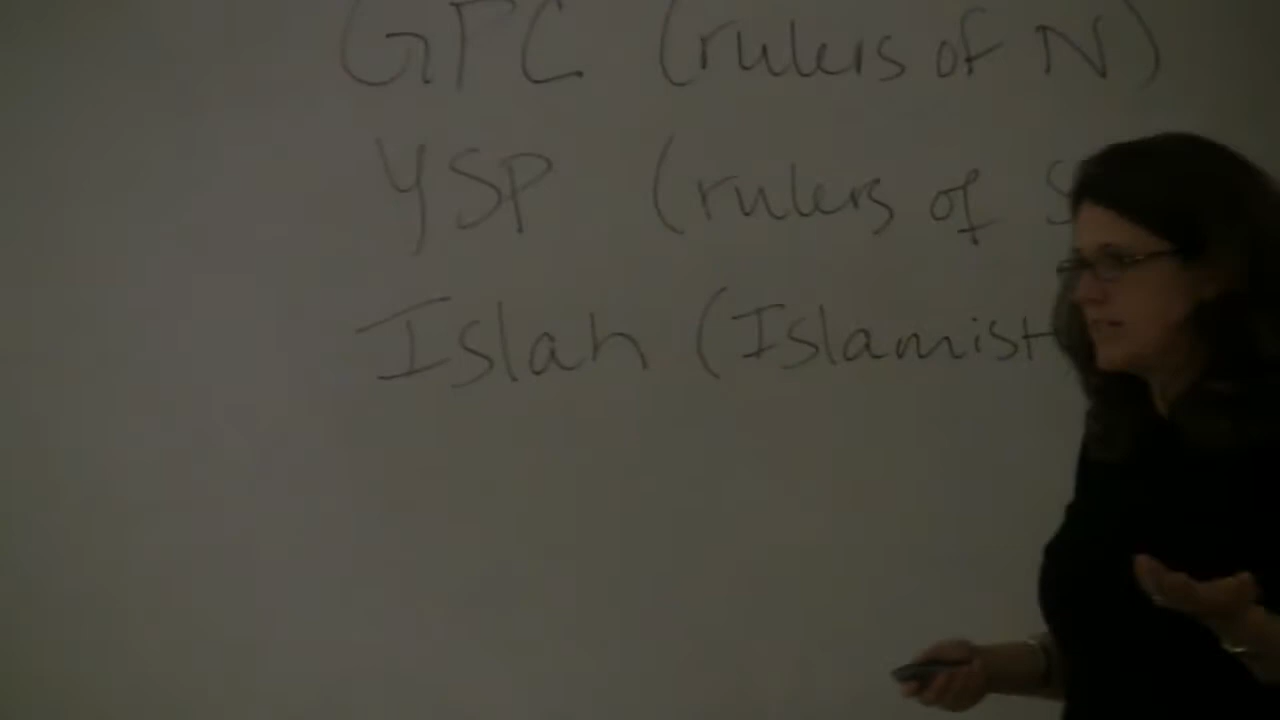 GPC (rulers of N)
YSP (rulers of S
Islah (Islamist